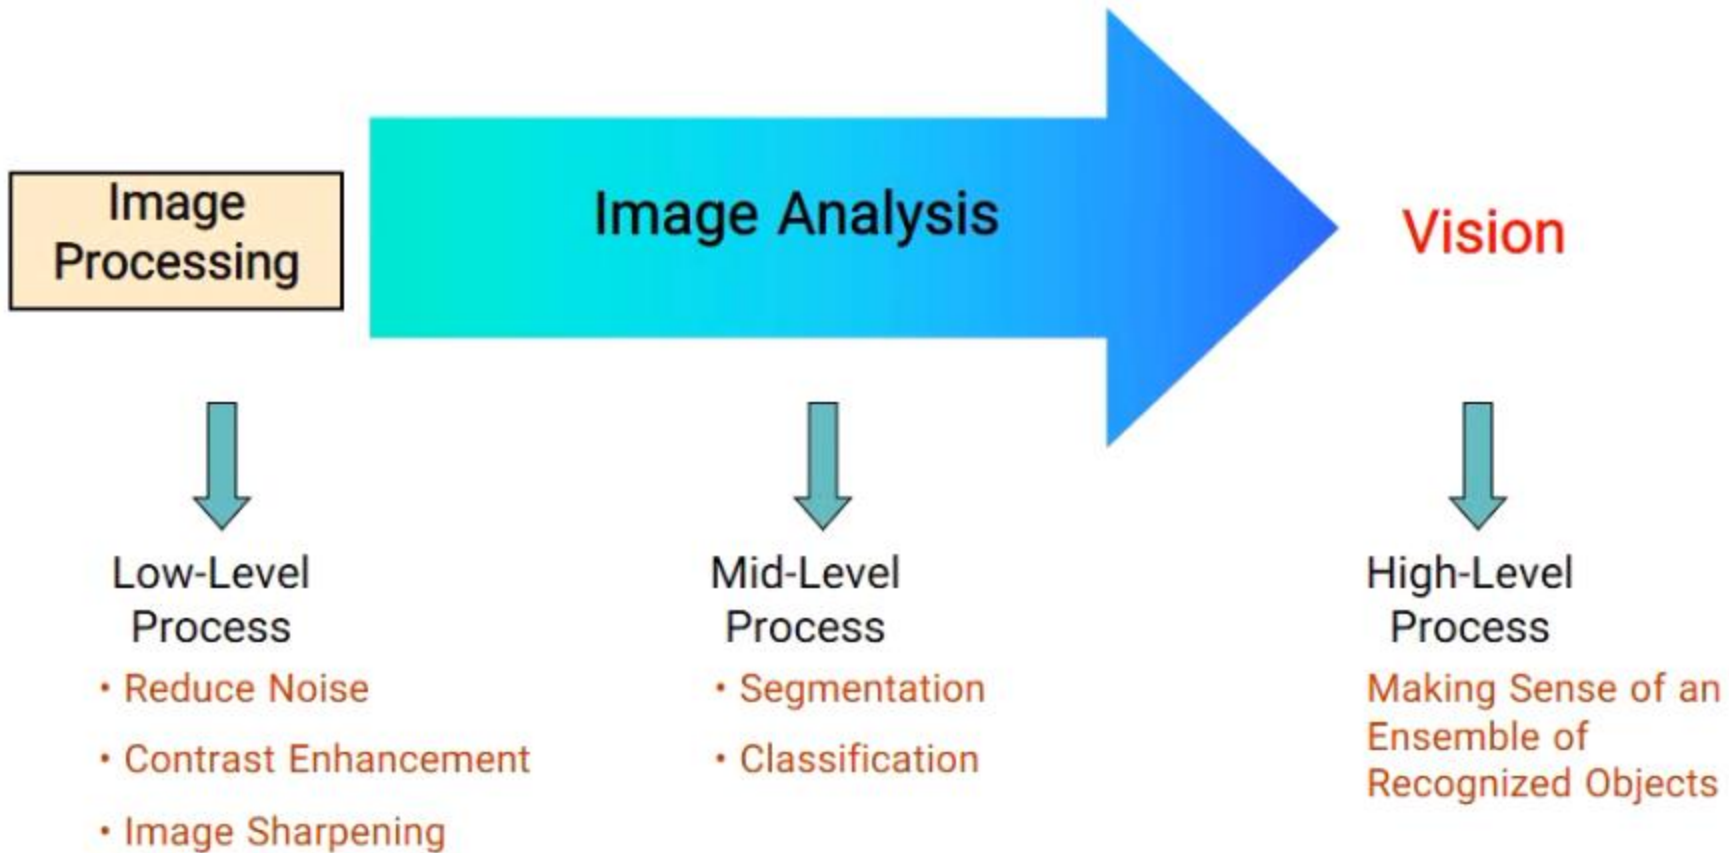 Image
Processing
Image Analysis
Vision
Low-Level
Process
• Reduce Noise
• Contrast Enhancement
• Image Sharpening
Mid-Level
Process
• Segmentation
• Classification
High-Level
Process
Making Sense of an
Ensemble of
Recognized Objects